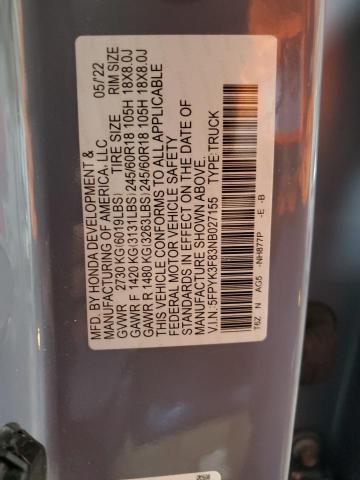 MFD. BY HONDA DEVELOPMENT & 05/22
MANUFACTURING OF AMERICA, LLC
TIRE SIZE RIM SIZE
GVWR 2730 KG(6019LBS)
GAWR F 1420 KG(3131LBS) 245/60R18 105H 18X8.0J
GAWR R 1480 KG(3263LBS) 245/60R18 105H 18X8.0J
THIS VEHICLE CONFORMS TO ALL APPLICABLE
FEDERAL MOTOR VEHICLE SAFETY
STANDARDS IN EFFECT ON THE DATE OF
MANUFACTURE SHOWN ABOVE.
V.I.N. 5FPYK3F83NB027155 TYPE:TRUCK
T6Z N AG5 -NH877P -E -B